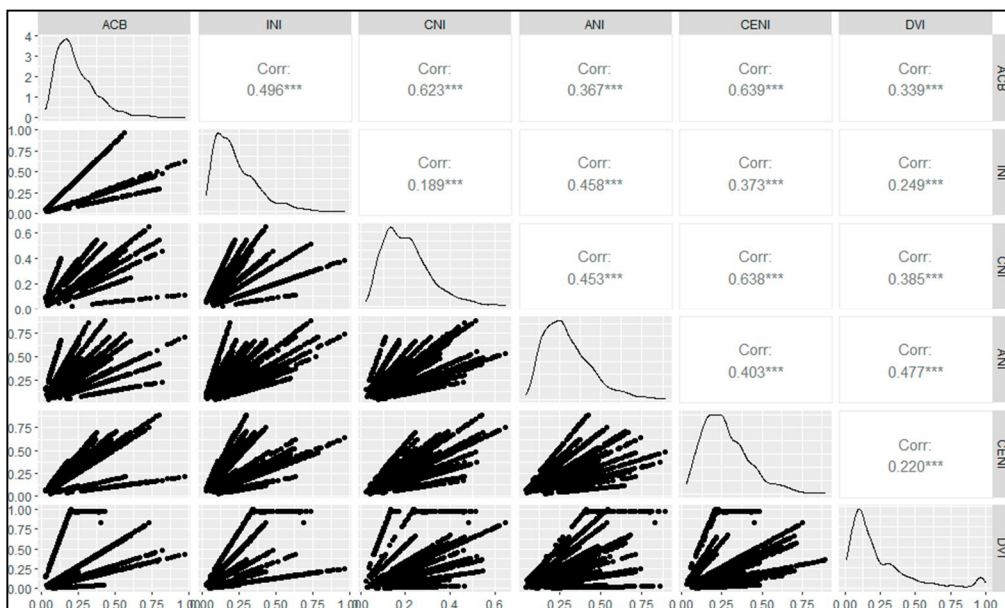 ACB INI CNI ANI CENI DVI
4
3
2
1
0
Corr:
0.496***
Corr:
0.623***
Corr:
0.367***
Corr:
0.639***
Corr:
0.339***
ACB
1.00
0.75
0.50
0.25
0.00
Corr:
0.189***
Corr:
0.458***
Corr:
0.373***
Corr:
0.249***
INI
0.6
0.4
0.2
0.0
Corr:
0.453***
Corr:
0.638***
Corr:
0.385***
CNI
0.75
0.50
0.25
Corr:
0.403***
Corr:
0.477***
ANI
0.75
0.50
0.25
0.00
Corr:
0.220***
CENI
1.00
0.75
0.50
0.25
0.00
DVI
0.00 0.25 0.50 0.75 1.00
0.00 0.25 0.50 0.75 1.00
0.0 0.2 0.4 0.6
0.25 0.50 0.75
0.00 0.25 0.50 0.75
0.00 0.25 0.50 0.75 1.00